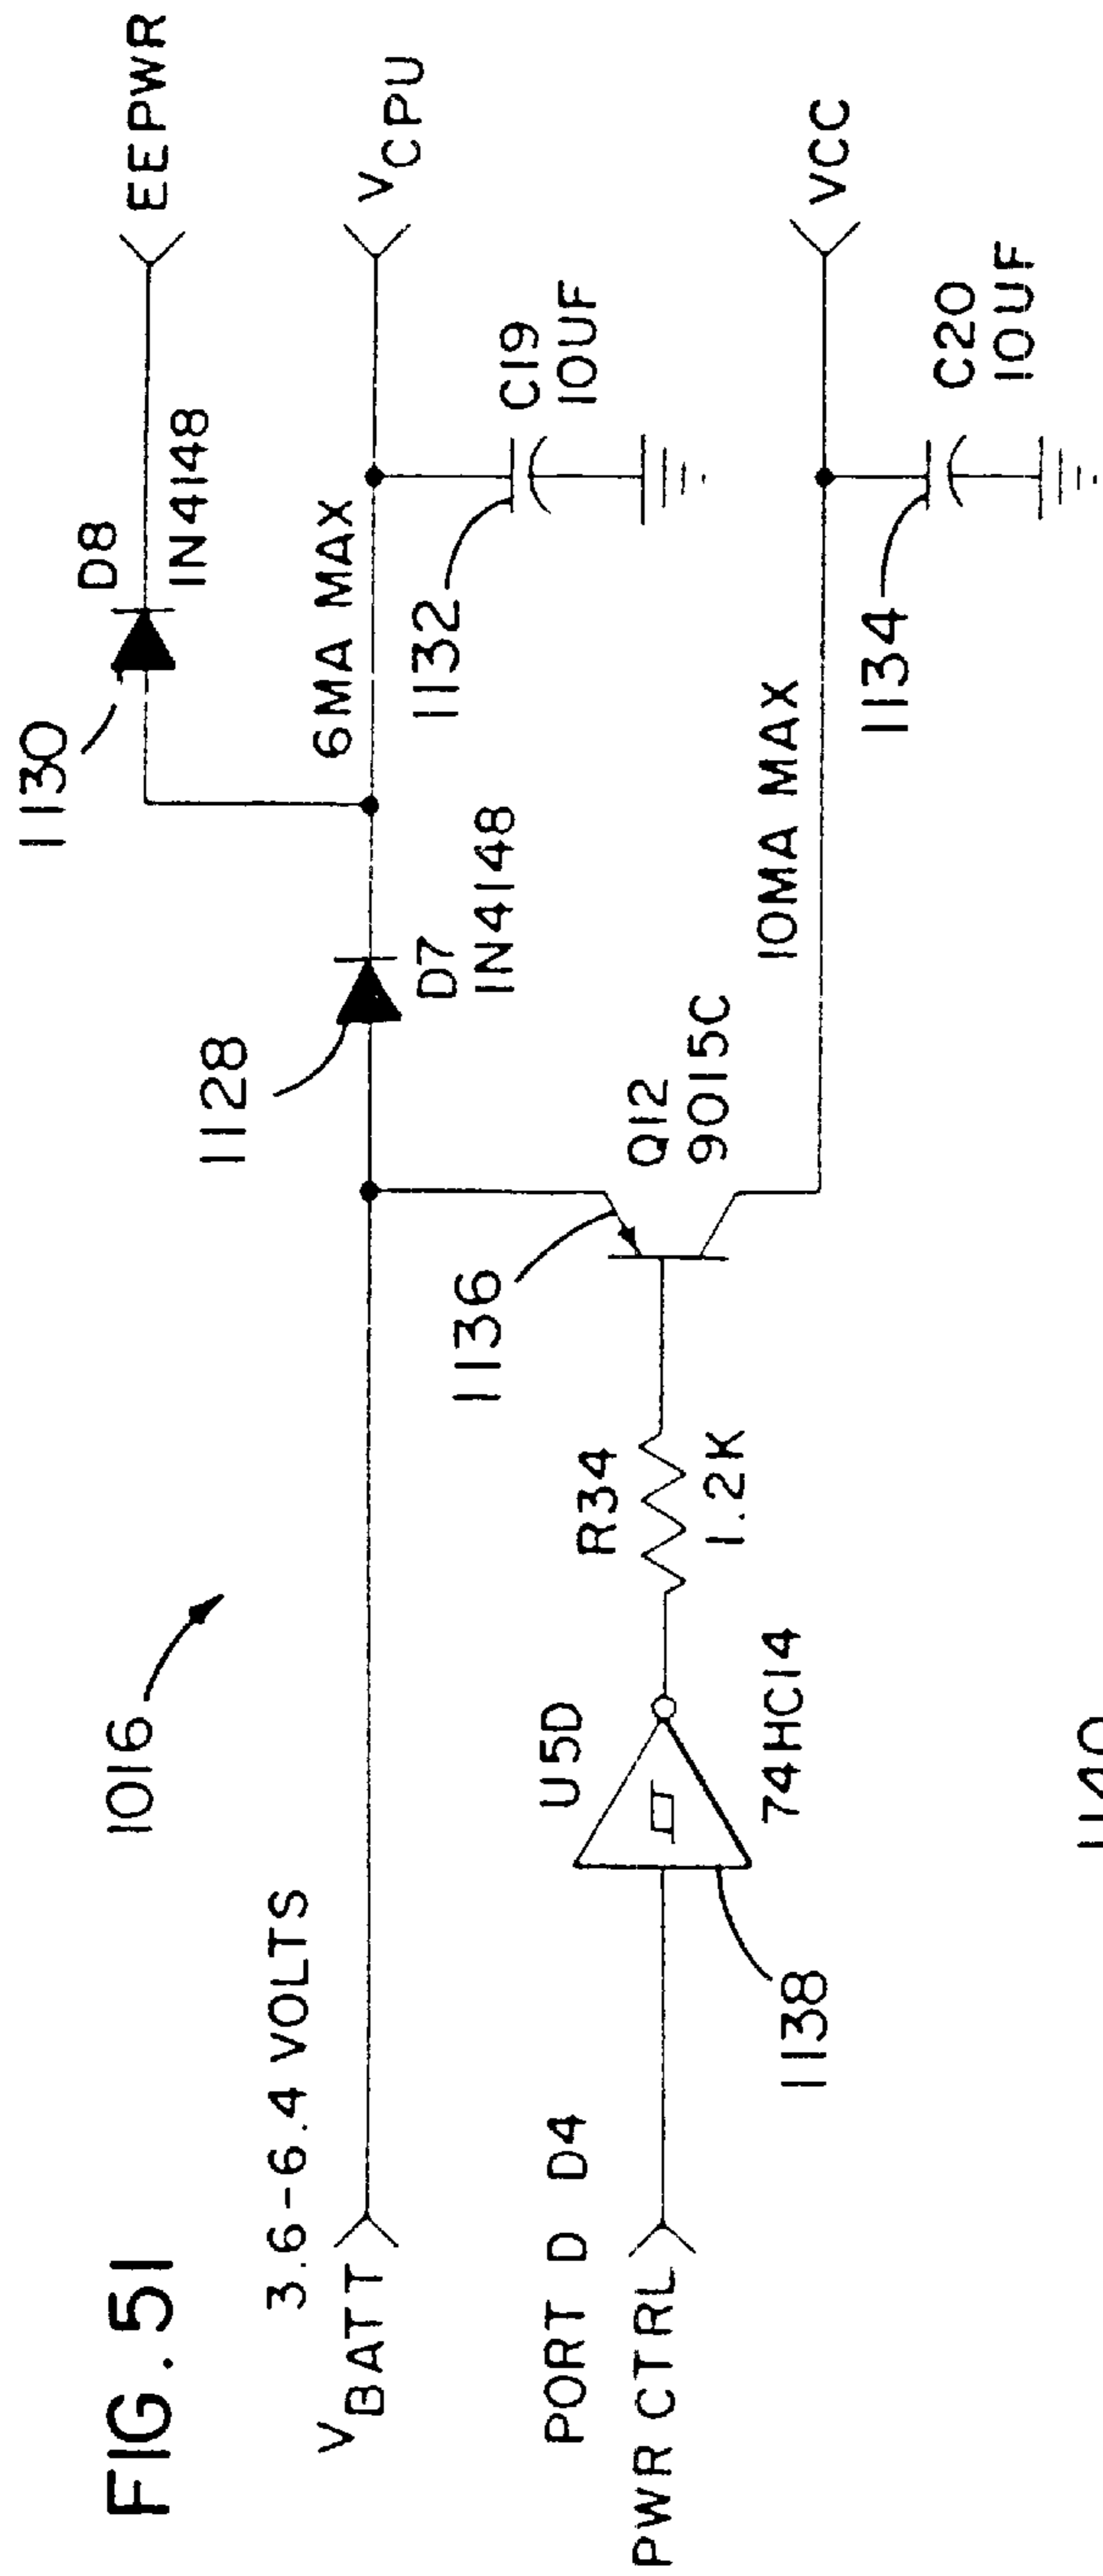 FIG. 51
1016
3.6-6.4 VOLTS
VBATT
PORT D D4
PWR CTRL
1138
U5D
74HC14
R34
1.2K
1136
Q12
9015C
1128
D7
1N4148
1130
D8
1N4148
EEPWR
6MA MAX
VCPU
1132
C19
10UF
10MA MAX
VCC
1134
C20
10UF